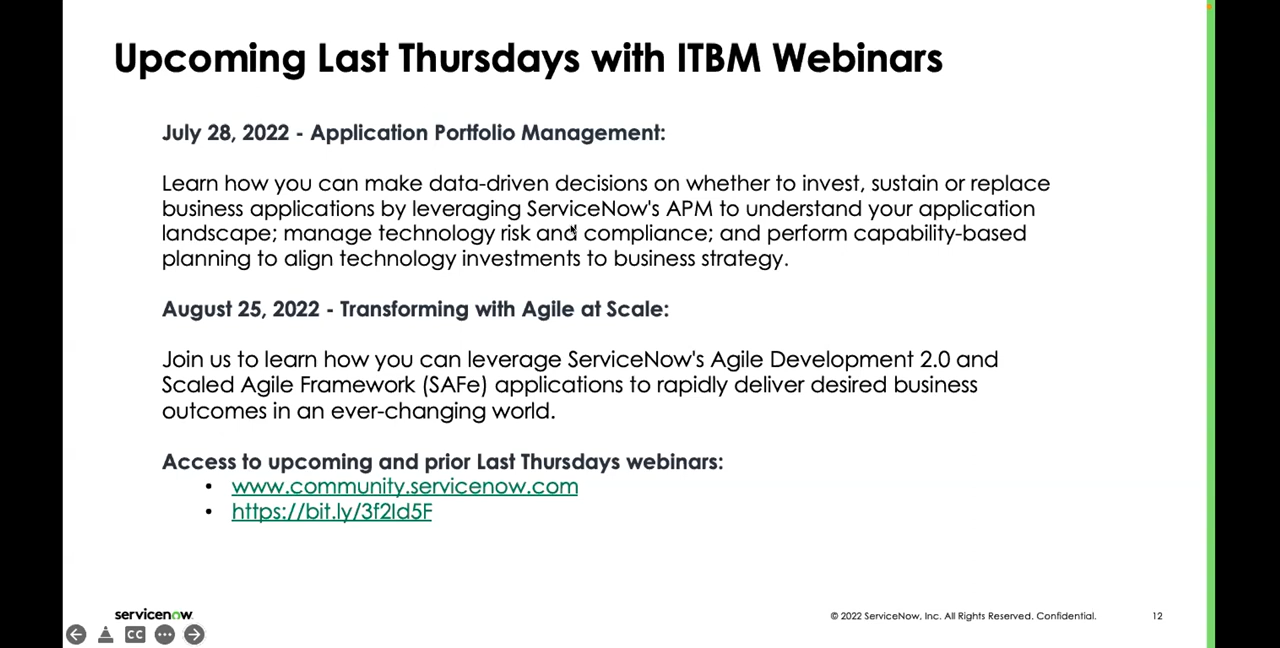 Upcoming Last Thursdays with ITBM Webinars
July 28, 2022 - Application Portfolio Management:
Learn how you can make data-driven decisions on whether to invest, sustain or replace
business applications by leveraging ServiceNow's APM to understand your application
landscape; manage technology risk and compliance; and perform capability-based
planning to align technology investments to business strategy.
August 25, 2022 - Transforming with Agile at Scale:
Join us to learn how you can leverage ServiceNow's Agile Development 2.0 and
Scaled Agile Framework (SAFe) applications to rapidly deliver desired business
outcomes in an ever-changing world.
Access to upcoming and prior Last Thursdays webinars:
• www.community.servicenow.com
• https://bit.ly/3f2Id5F
servicenow
© 2022 ServiceNow, Inc. All Rights Reserved. Confidential.
12
CC